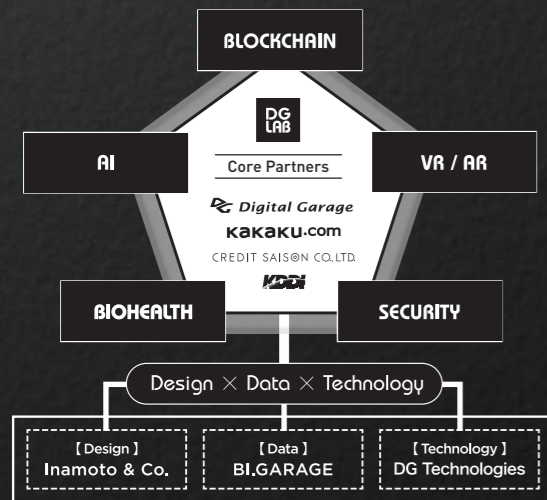 BLOCKCHAIN
DG
LAB
AI
Core Partners
VR / AR
DG Digital Garage
kakaku.com
CREDIT SAISON CO.,LTD.
KDDI
BIOHEALTH
SECURITY
Design × Data × Technology
【Design】
Inamoto & Co.
【Data】
BI.GARAGE
【Technology】
DG Technologies